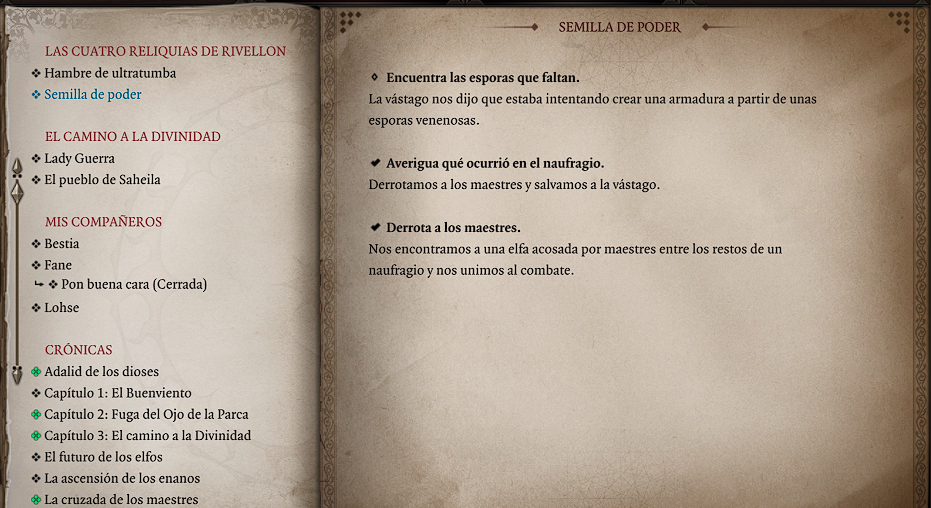 LAS CUATRO RELIQUIAS DE RIVELLON
Hambre de ultratumba
Semilla de poder
EL CAMINO A LA DIVINIDAD
Lady Guerra
El pueblo de Saheila
MIS COMPAÑEROS
Bestia
Fane
Pon buena cara (Cerrada)
Lohse
CRÓNICAS
Adalid de los dioses
Capítulo 1: El Buenviento
Capítulo 2: Fuga del Ojo de la Parca
Capítulo 3: El camino a la Divinidad
El futuro de los elfos
La ascensión de los enanos
La cruzada de los maestres
SEMILLA DE PODER
Encuentra las esporas que faltan.
La vástago nos dijo que estaba intentando crear una armadura a partir de unas
esporas venenosas.
Averigua qué ocurrió en el naufragio.
Derrotamos a los maestres y salvamos a la vástago.
Derrota a los maestres.
Nos encontramos a una elfa acosada por maestres entre los restos de un
naufragio y nos unimos al combate.